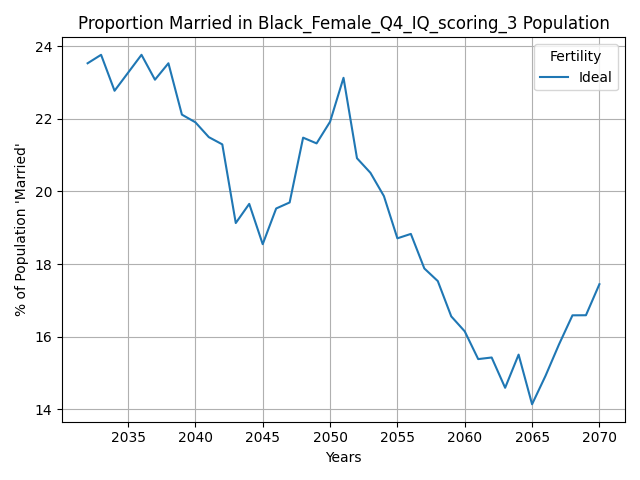 Proportion Married in Black_Female_Q4_IQ_scoring_3 Population
Fertility
Ideal
% of Population 'Married'
24
22
20
18
16
14
2035 2040 2045 2050 2055 2060 2065 2070
Years